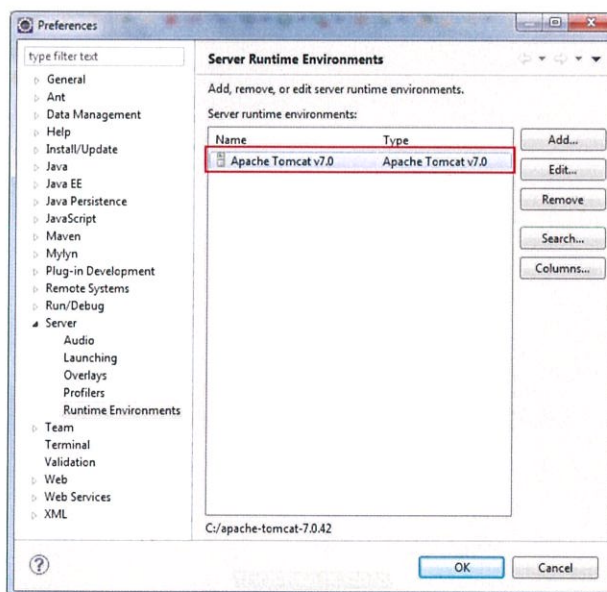 Preferences
type filter text
General
Ant
Data Management
Help
Install/Update
Java
Java EE
Java Persistence
JavaScript
Maven
Mylyn
Plug-in Development
Remote Systems
Run/Debug
Server
Audio
Launching
Overlays
Profilers
Runtime Environments
Team
Terminal
Validation
Web
Web Services
XML
Server Runtime Environments
Add, remove, or edit server runtime environments.
Server runtime environments:
Name Type
Apache Tomcat v7.0 Apache Tomcat v7.0
Add...
Edit...
Remove
Search...
Columns...
C:/apache-tomcat-7.0.42
? OK Cancel